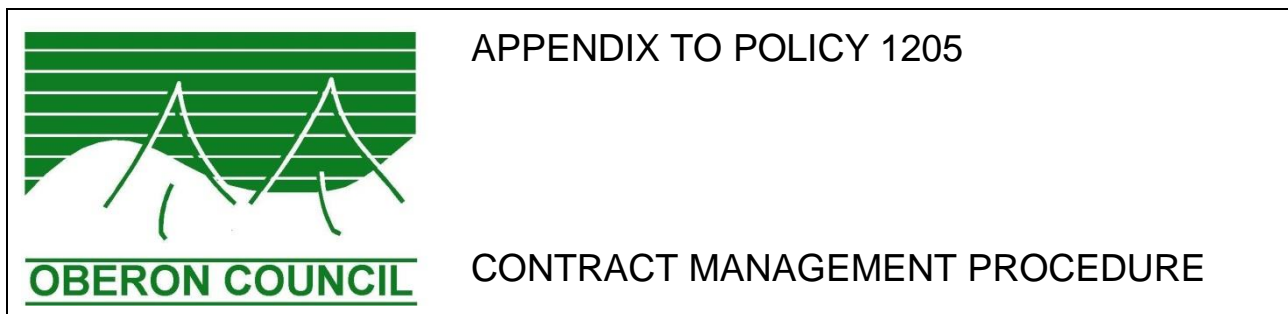 APPENDIX TO POLICY 1205
OBERON COUNCIL
CONTRACT MANAGEMENT PROCEDURE